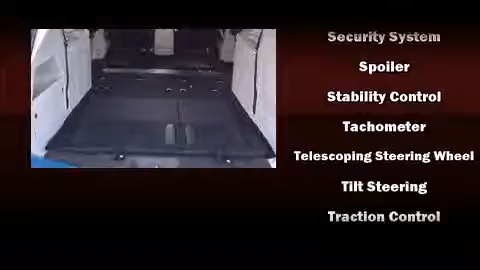 Security System
Spoiler
Stability Control
Tachometer
Telescoping Steering Wheel
Tilt Steering
Traction Control